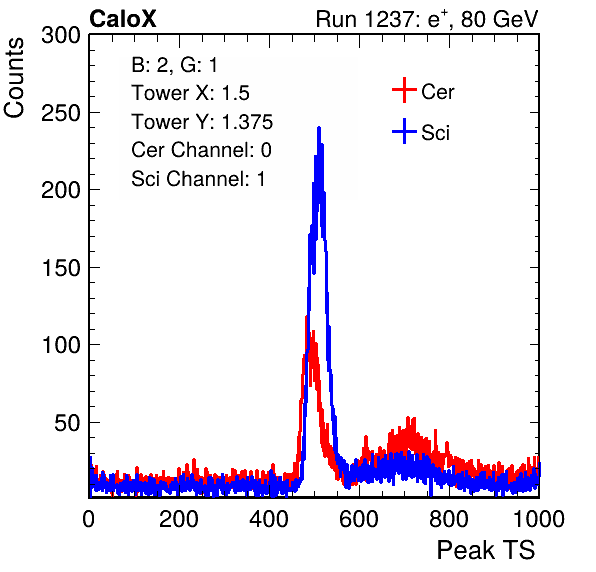 CaloX Run 1237: e+, 80 GeV
Counts
300
250
200
150
100
50
B: 2, G: 1
Tower X: 1.5
Tower Y: 1.375
Cer Channel: 0
Sci Channel: 1
Cer
Sci
0 200 400 600 800 1000
Peak TS